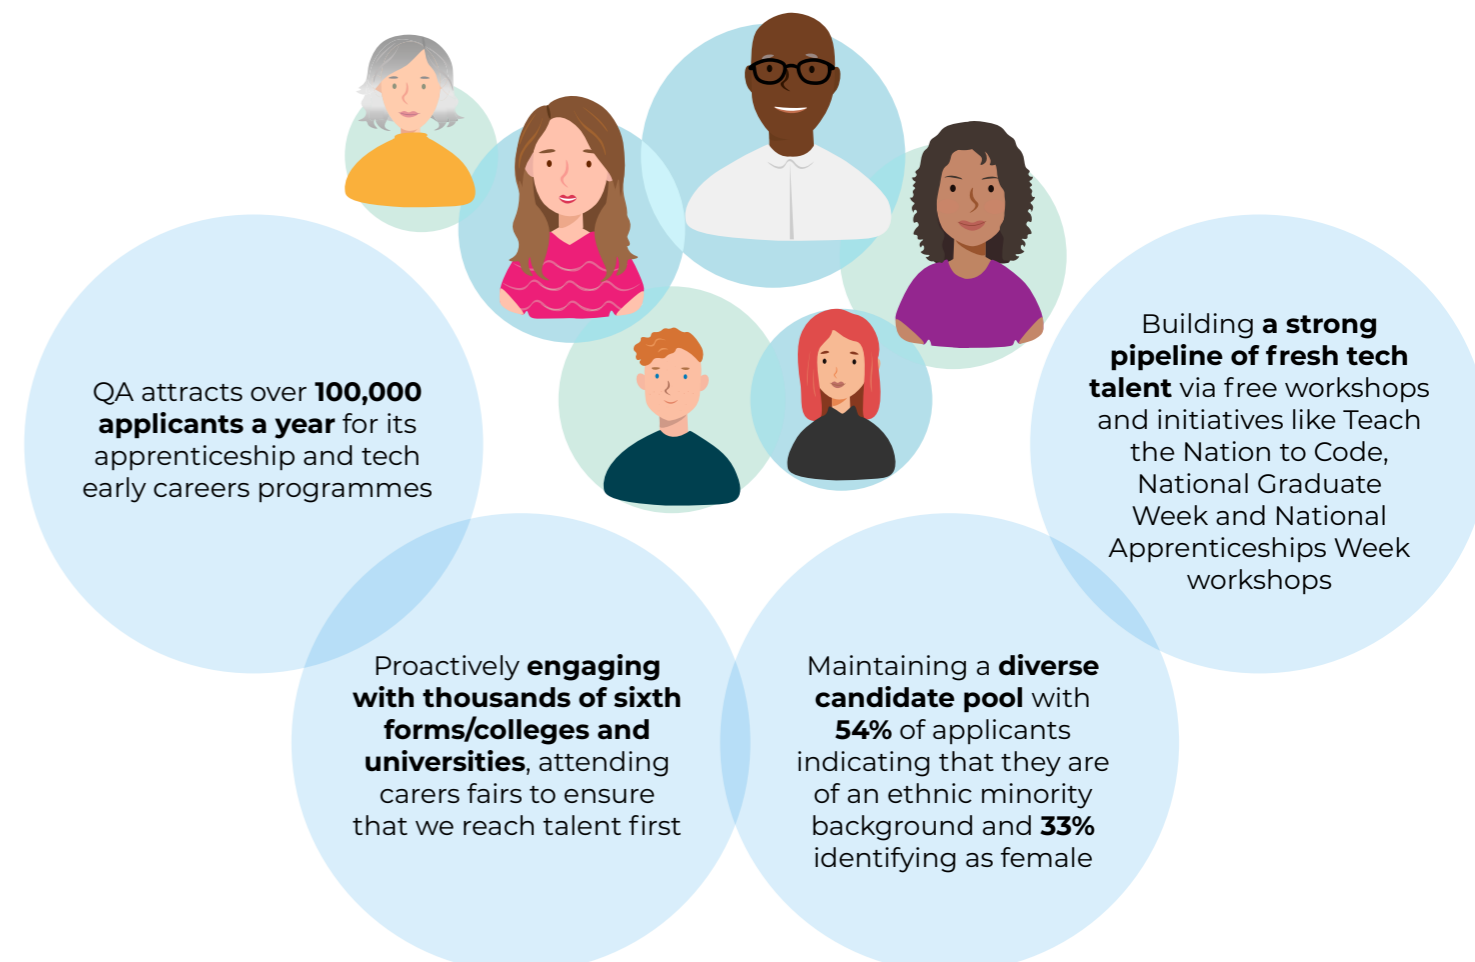 QA attracts over 100,000
applicants a year for its
apprenticeship and tech
early careers programmes
Proactively engaging
with thousands of sixth
forms/colleges and
universities, attending
carers fairs to ensure
that we reach talent first
Maintaining a diverse
candidate pool with
54% of applicants
indicating that they are
of an ethnic minority
background and 33%
identifying as female
Building a strong
pipeline of fresh tech
talent via free workshops
and initiatives like Teach
the Nation to Code,
National Graduate
Week and National
Apprenticeships Week
workshops